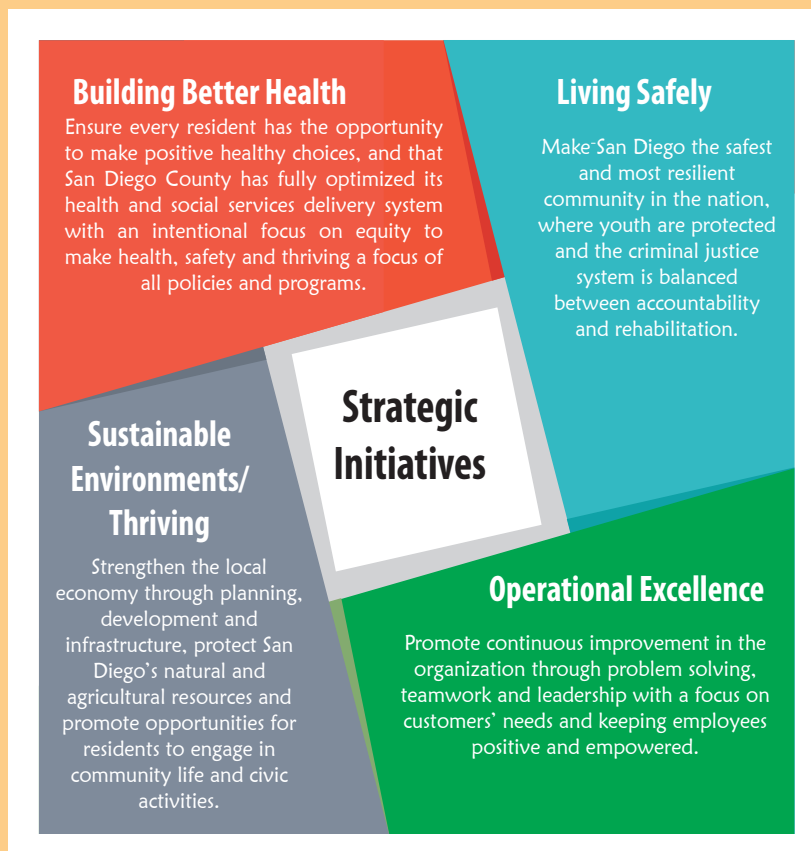 Building Better Health
Ensure every resident has the opportunity
to make positive healthy choices, and that
San Diego County has fully optimized its
health and social services delivery system
with an intentional focus on equity to
make health, safety and thriving a focus of
all policies and programs.
Living Safely
Make-San Diego the safest
and most resilient
community in the nation,
where youth are protected
and the criminal justice
system is balanced
between accountability
and rehabilitation.
Strategic
Initiatives
Sustainable
Environments/
Thriving
Strengthen the local
economy through planning,
development and
infrastructure, protect San
Diego's natural and
agricultural resources and
promote opportunities for
residents to engage in
community life and civic
activities.
Operational Excellence
Promote continuous improvement in the
organization through problem solving,
teamwork and leadership with a focus on
customers' needs and keeping employees
positive and empowered.